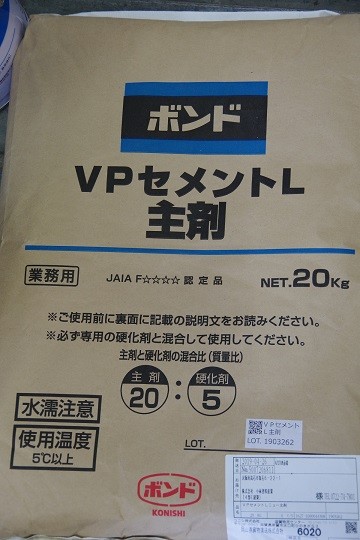 ボンド
VPセメントL
主剤
業務用
JAIA F☆☆☆☆ 認定品
NET.20Kg
※ご使用前に裏面に記載の説明文をお読みください。
※必ず専用の硬化剤と混合して使用してください。
主剤と硬化剤の混合比(質量比)
主剤 硬化剤
20 : 5
水濡注意
使用温度
5℃以上
LOT.
VPセメント
L主剤
LOT. 1903262
ボンド
KONISHI
6020